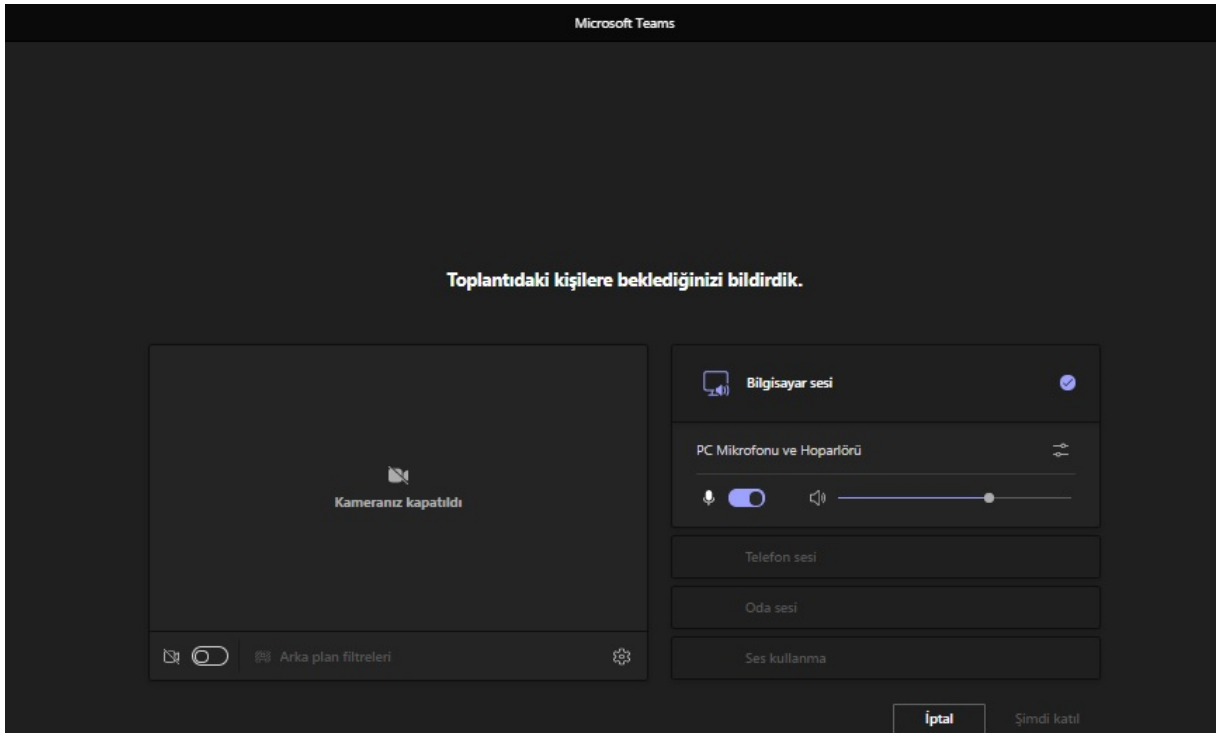 Microsoft Teams
Toplantıdaki kişilere beklediğinizi bildirdik.
Kameranız kapatıldı
Arka plan filtreleri
Bilgisayar sesi
PC Mikrofonu ve Hoparlörü
Telefon sesi
Oda sesi
Ses kullanma
İptal
Şimdi katıl